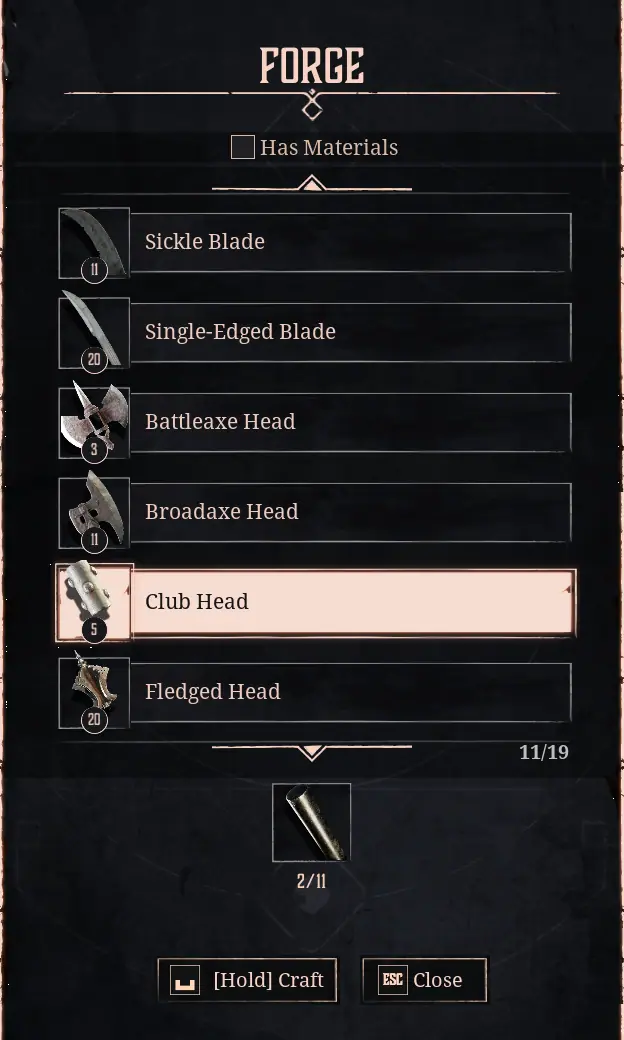 FORGE
Has Materials
Sickle Blade
11
Single-Edged Blade
20
Battleaxe Head
3
Broadaxe Head
11
Club Head
5
Fledged Head
20
11/19
2/11
[Hold] Craft
ESC Close